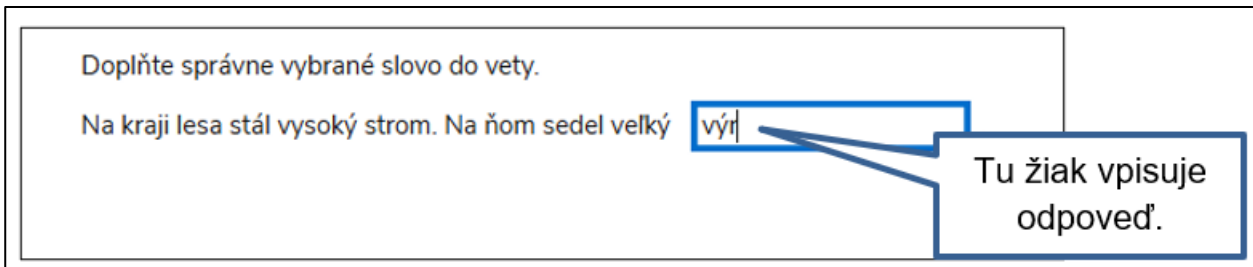 Doplňte správne vybrané slovo do vety.
Na kraji lesa stál vysoký strom. Na ňom sedel veľký výr
Tu žiak vpisuje
odpoveď.